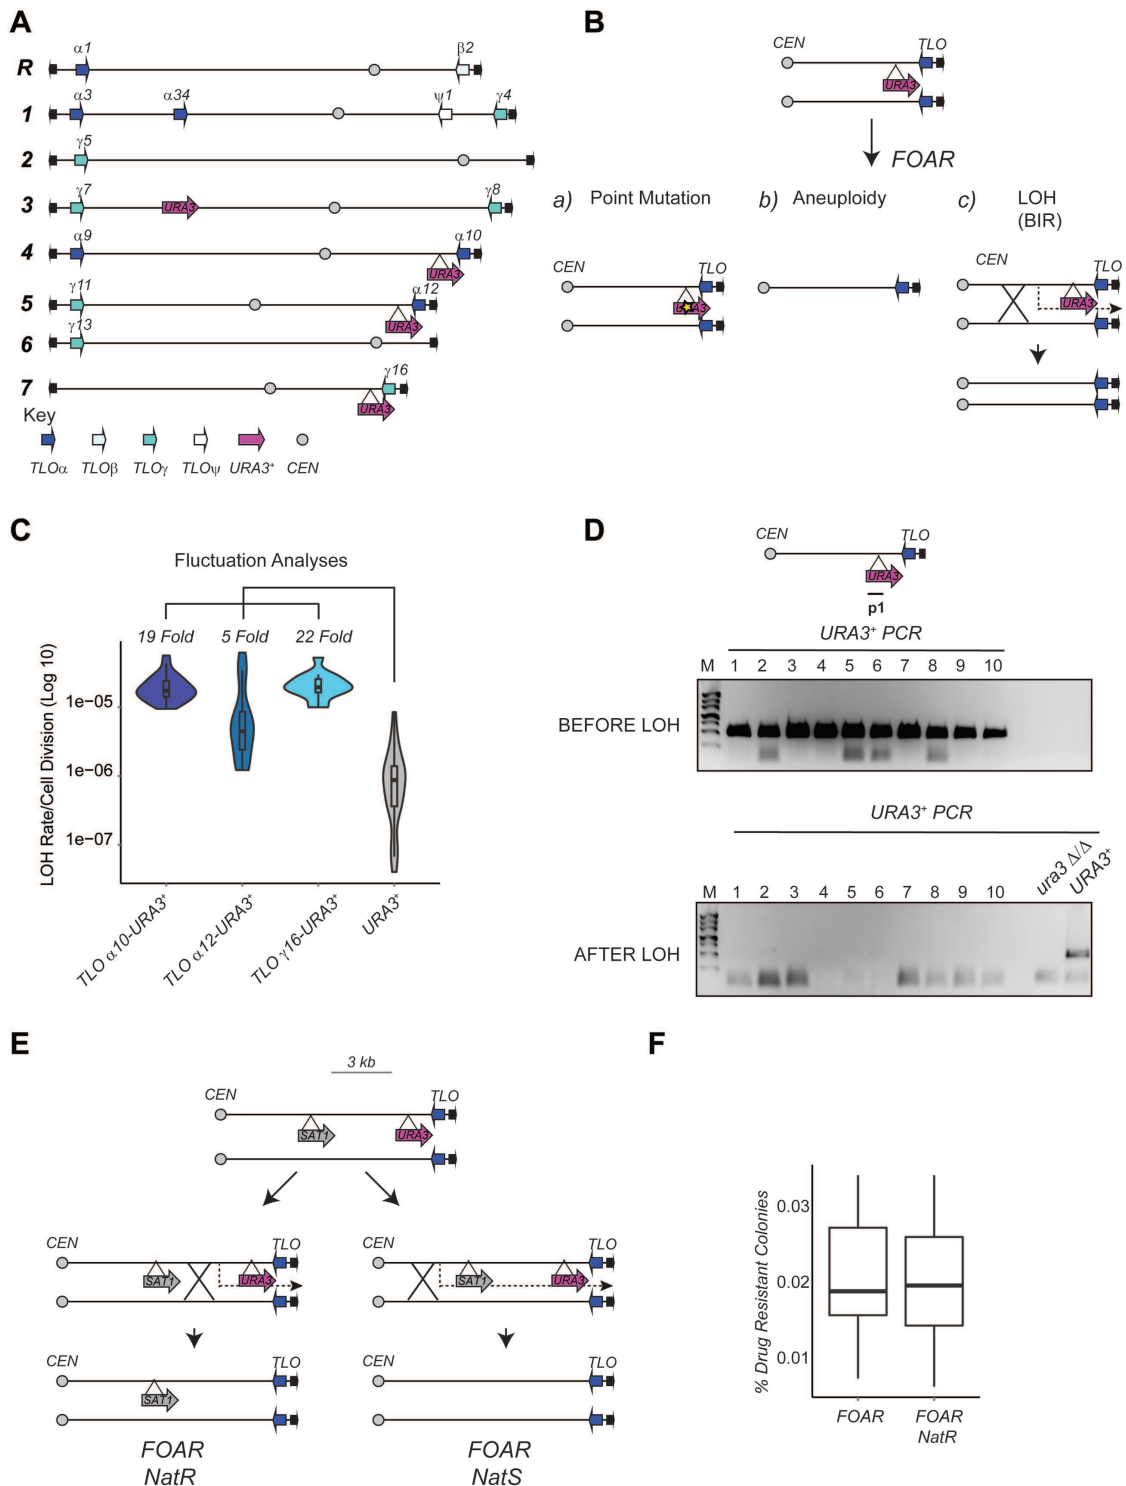 A
α1
β2
R
α3
α34
ψ1
γ4
1
γ5
2
γ7
γ8
3
URA3
α9
α10
4
URA3
γ11
α12
5
URA3
γ13
6
γ16
7
URA3
Key
TLOα TLOβ TLOγ TLOψ URA3+ CEN
B
CEN TLO
URA3
FOAR
a) Point Mutation
b) Aneuploidy
c) LOH
(BIR)
CEN TLO
URA3
CEN TLO
URA3
C
Fluctuation Analyses
19 Fold 5 Fold 22 Fold
LOH Rate/Cell Division (Log 10)
1e−05
1e−06
1e−07
TLO α10-URA3+
TLO α12-URA3+
TLO γ16-URA3+
URA3+
D
CEN TLO
URA3
p1
URA3+ PCR
M 1 2 3 4 5 6 7 8 9 10
BEFORE LOH
URA3+ PCR
M 1 2 3 4 5 6 7 8 9 10 ura3 Δ/Δ URA3+
AFTER LOH
E
3 kb
CEN TLO
SAT1 URA3
CEN TLO
SAT1 URA3
CEN TLO
SAT1 URA3
CEN TLO
SAT1
CEN TLO
FOAR
NatR
FOAR
NatS
F
% Drug Resistant Colonies
0.03
0.02
0.01
FOAR
FOAR
NatR